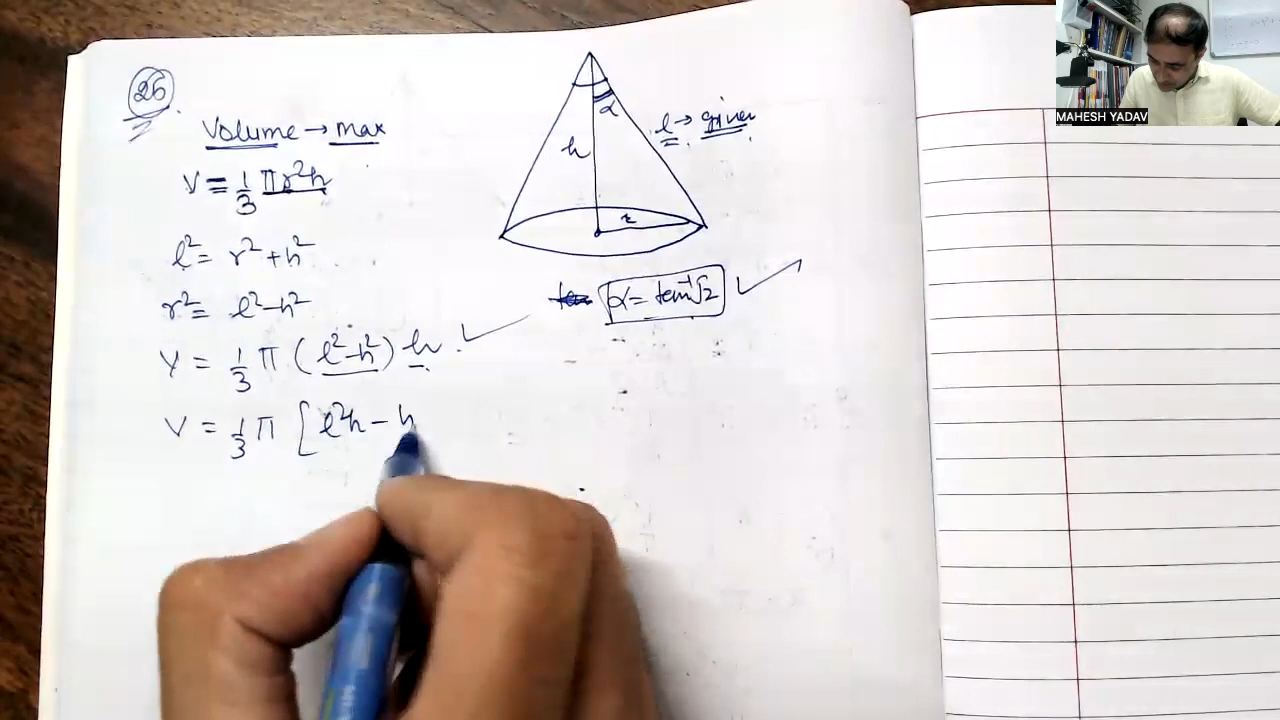 26
Volume → max
V = 1/3 πr²h
l² = r² + h²
r² = l² - h²
V = 1/3 π (l² - h²) h.
V = 1/3 π [l²h - h
α
h
l → given
r
α = tan⁻¹√2
MAHESH YADAV